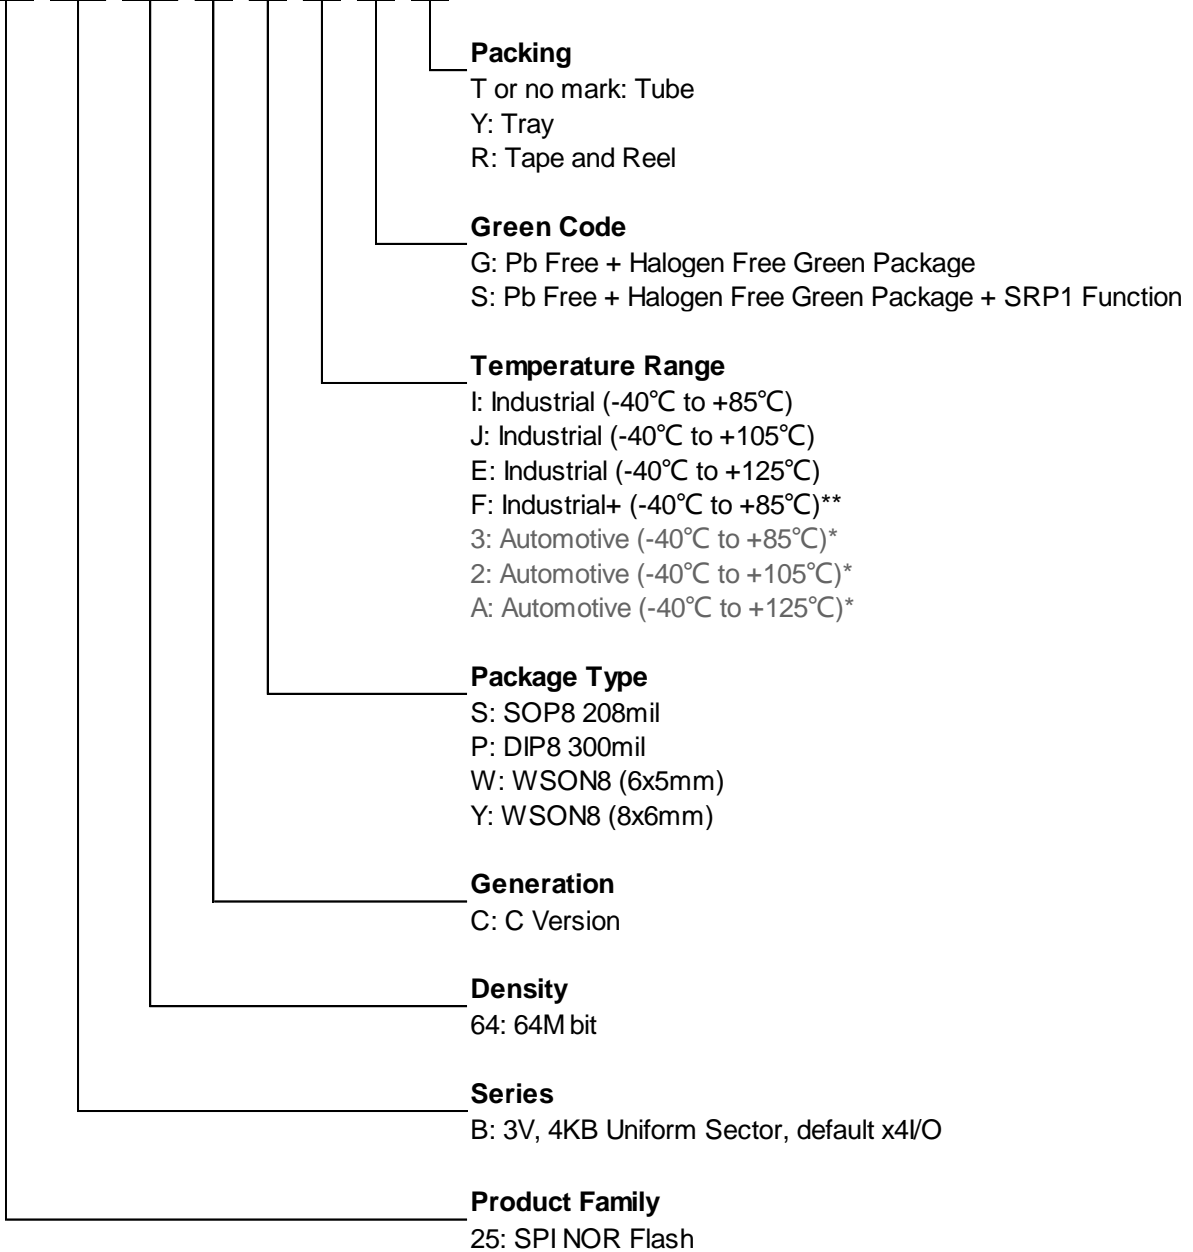 Packing
T or no mark: Tube
Y: Tray
R: Tape and Reel
Green Code
G: Pb Free + Halogen Free Green Package
S: Pb Free + Halogen Free Green Package + SRP1 Function
Temperature Range
I: Industrial (-40℃ to +85℃)
J: Industrial (-40℃ to +105℃)
E: Industrial (-40℃ to +125℃)
F: Industrial+ (-40℃ to +85℃)**
3: Automotive (-40℃ to +85℃)*
2: Automotive (-40℃ to +105℃)*
A: Automotive (-40℃ to +125℃)*
Package Type
S: SOP8 208mil
P: DIP8 300mil
W: WSON8 (6x5mm)
Y: WSON8 (8x6mm)
Generation
C: C Version
Density
64: 64M bit
Series
B: 3V, 4KB Uniform Sector, default x4I/O
Product Family
25: SPI NOR Flash